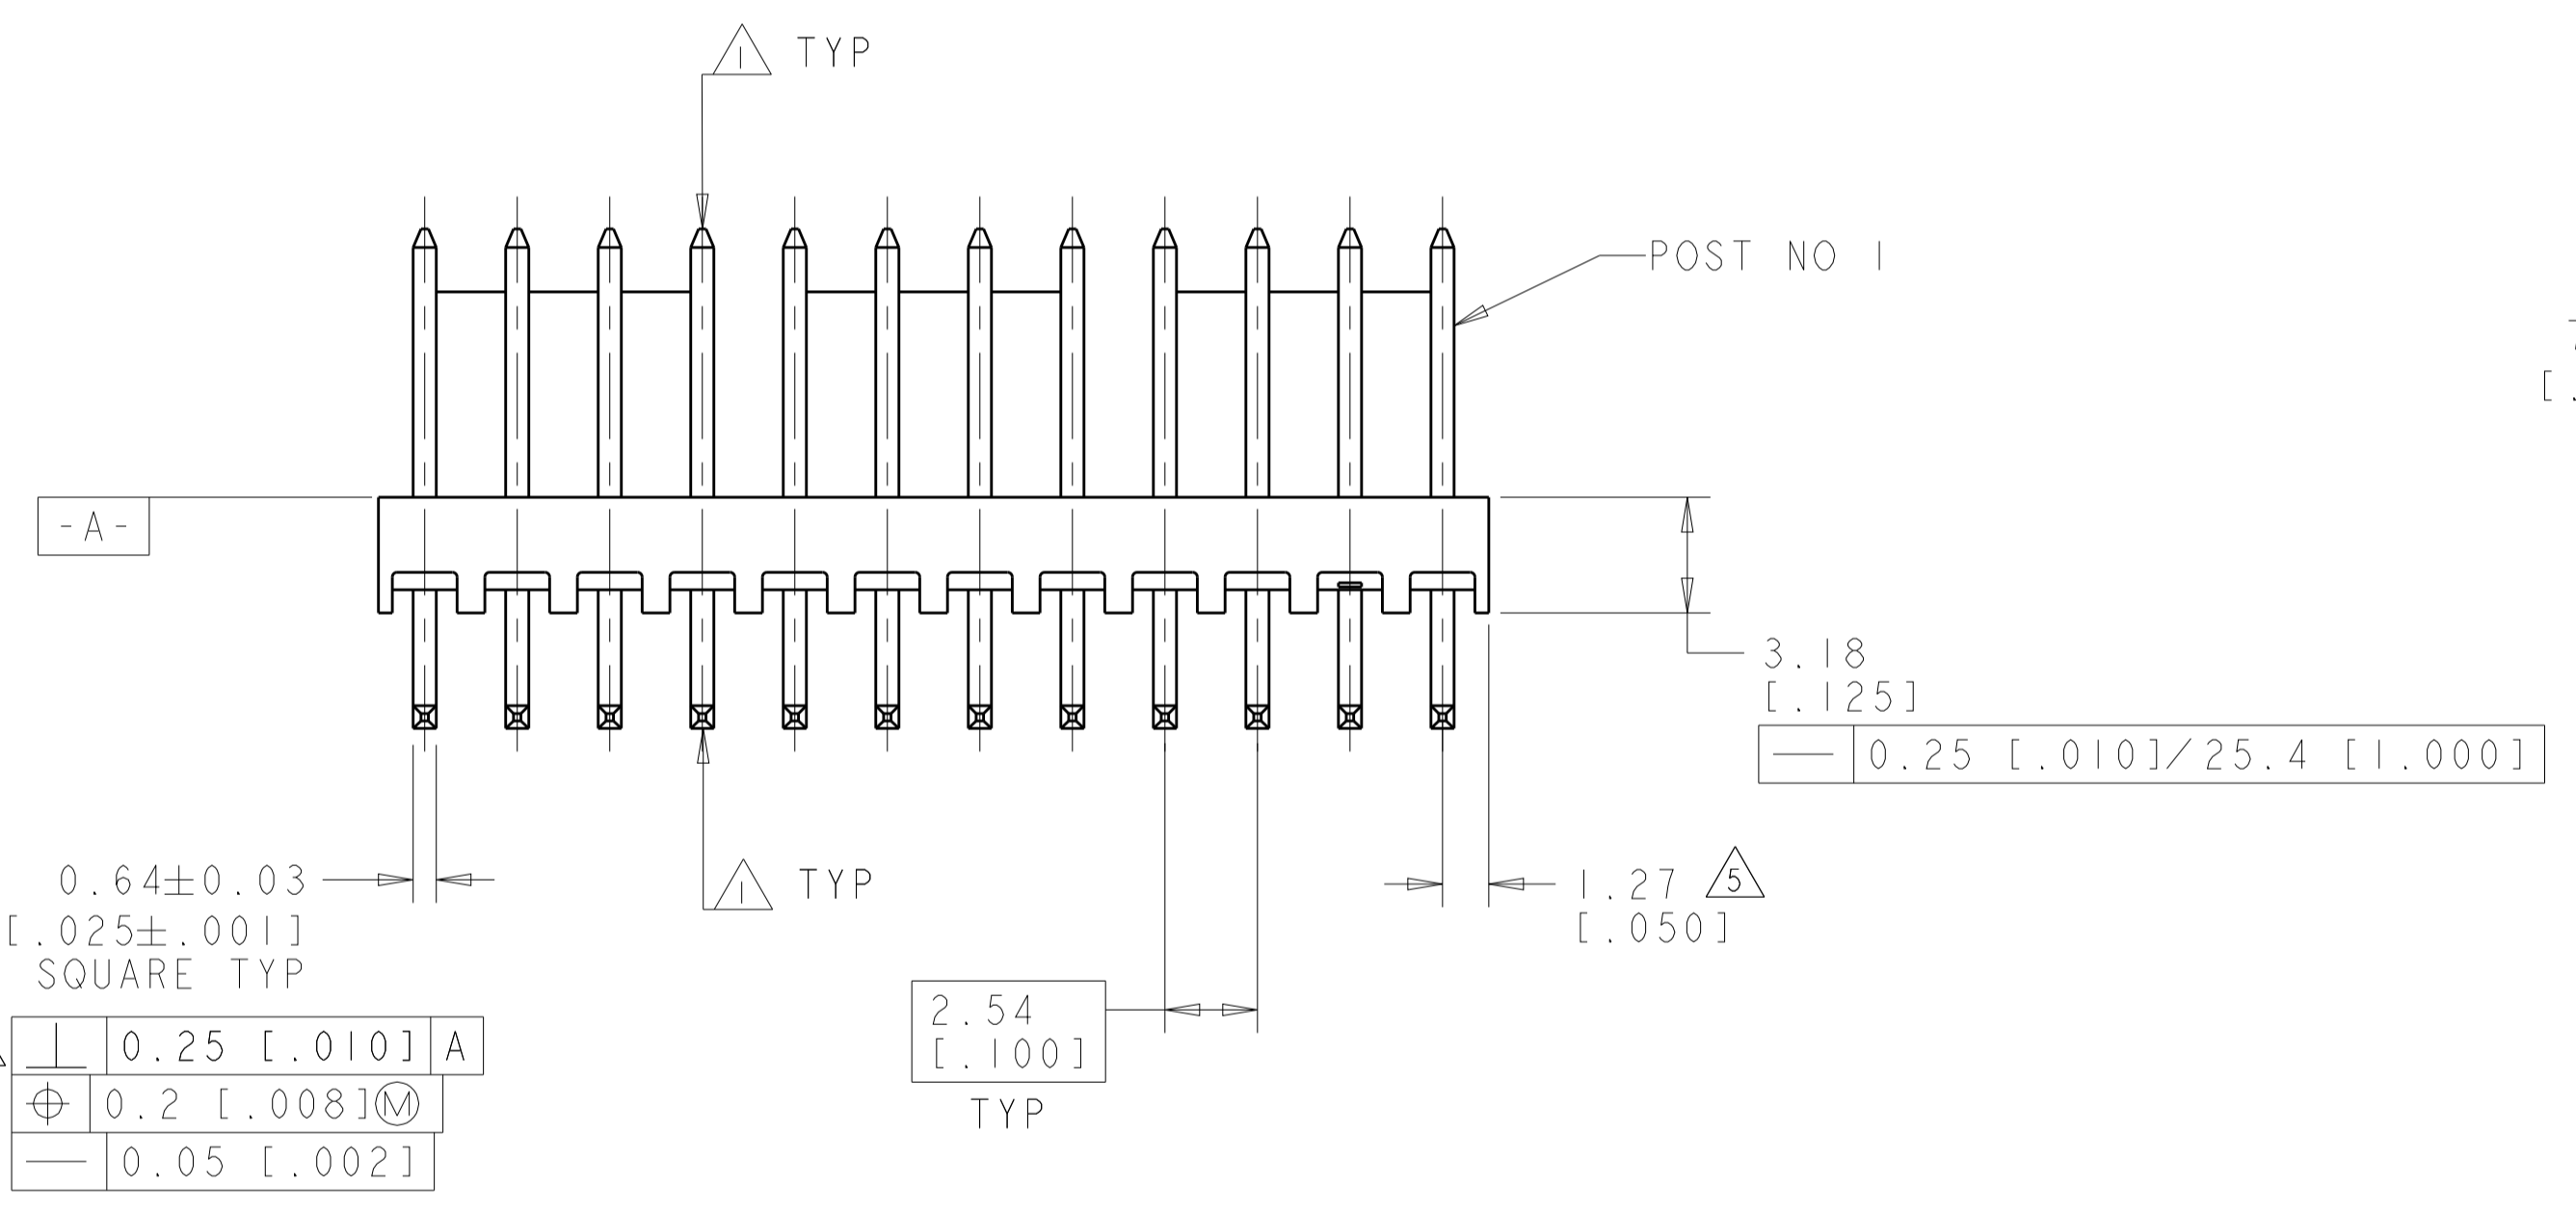 1 TYP
POST NO 1
-A-
3.18
[.125]
0.25 [.010]/25.4 [1.000]
0.64±0.03
[.025±.001]
SQUARE TYP
1 TYP
1.27 5
[.050]
2.54
[.100]
TYP
⊥ 0.25 [.010] A
⌖ 0.2 [.008]Ⓜ
⏤ 0.05 [.002]